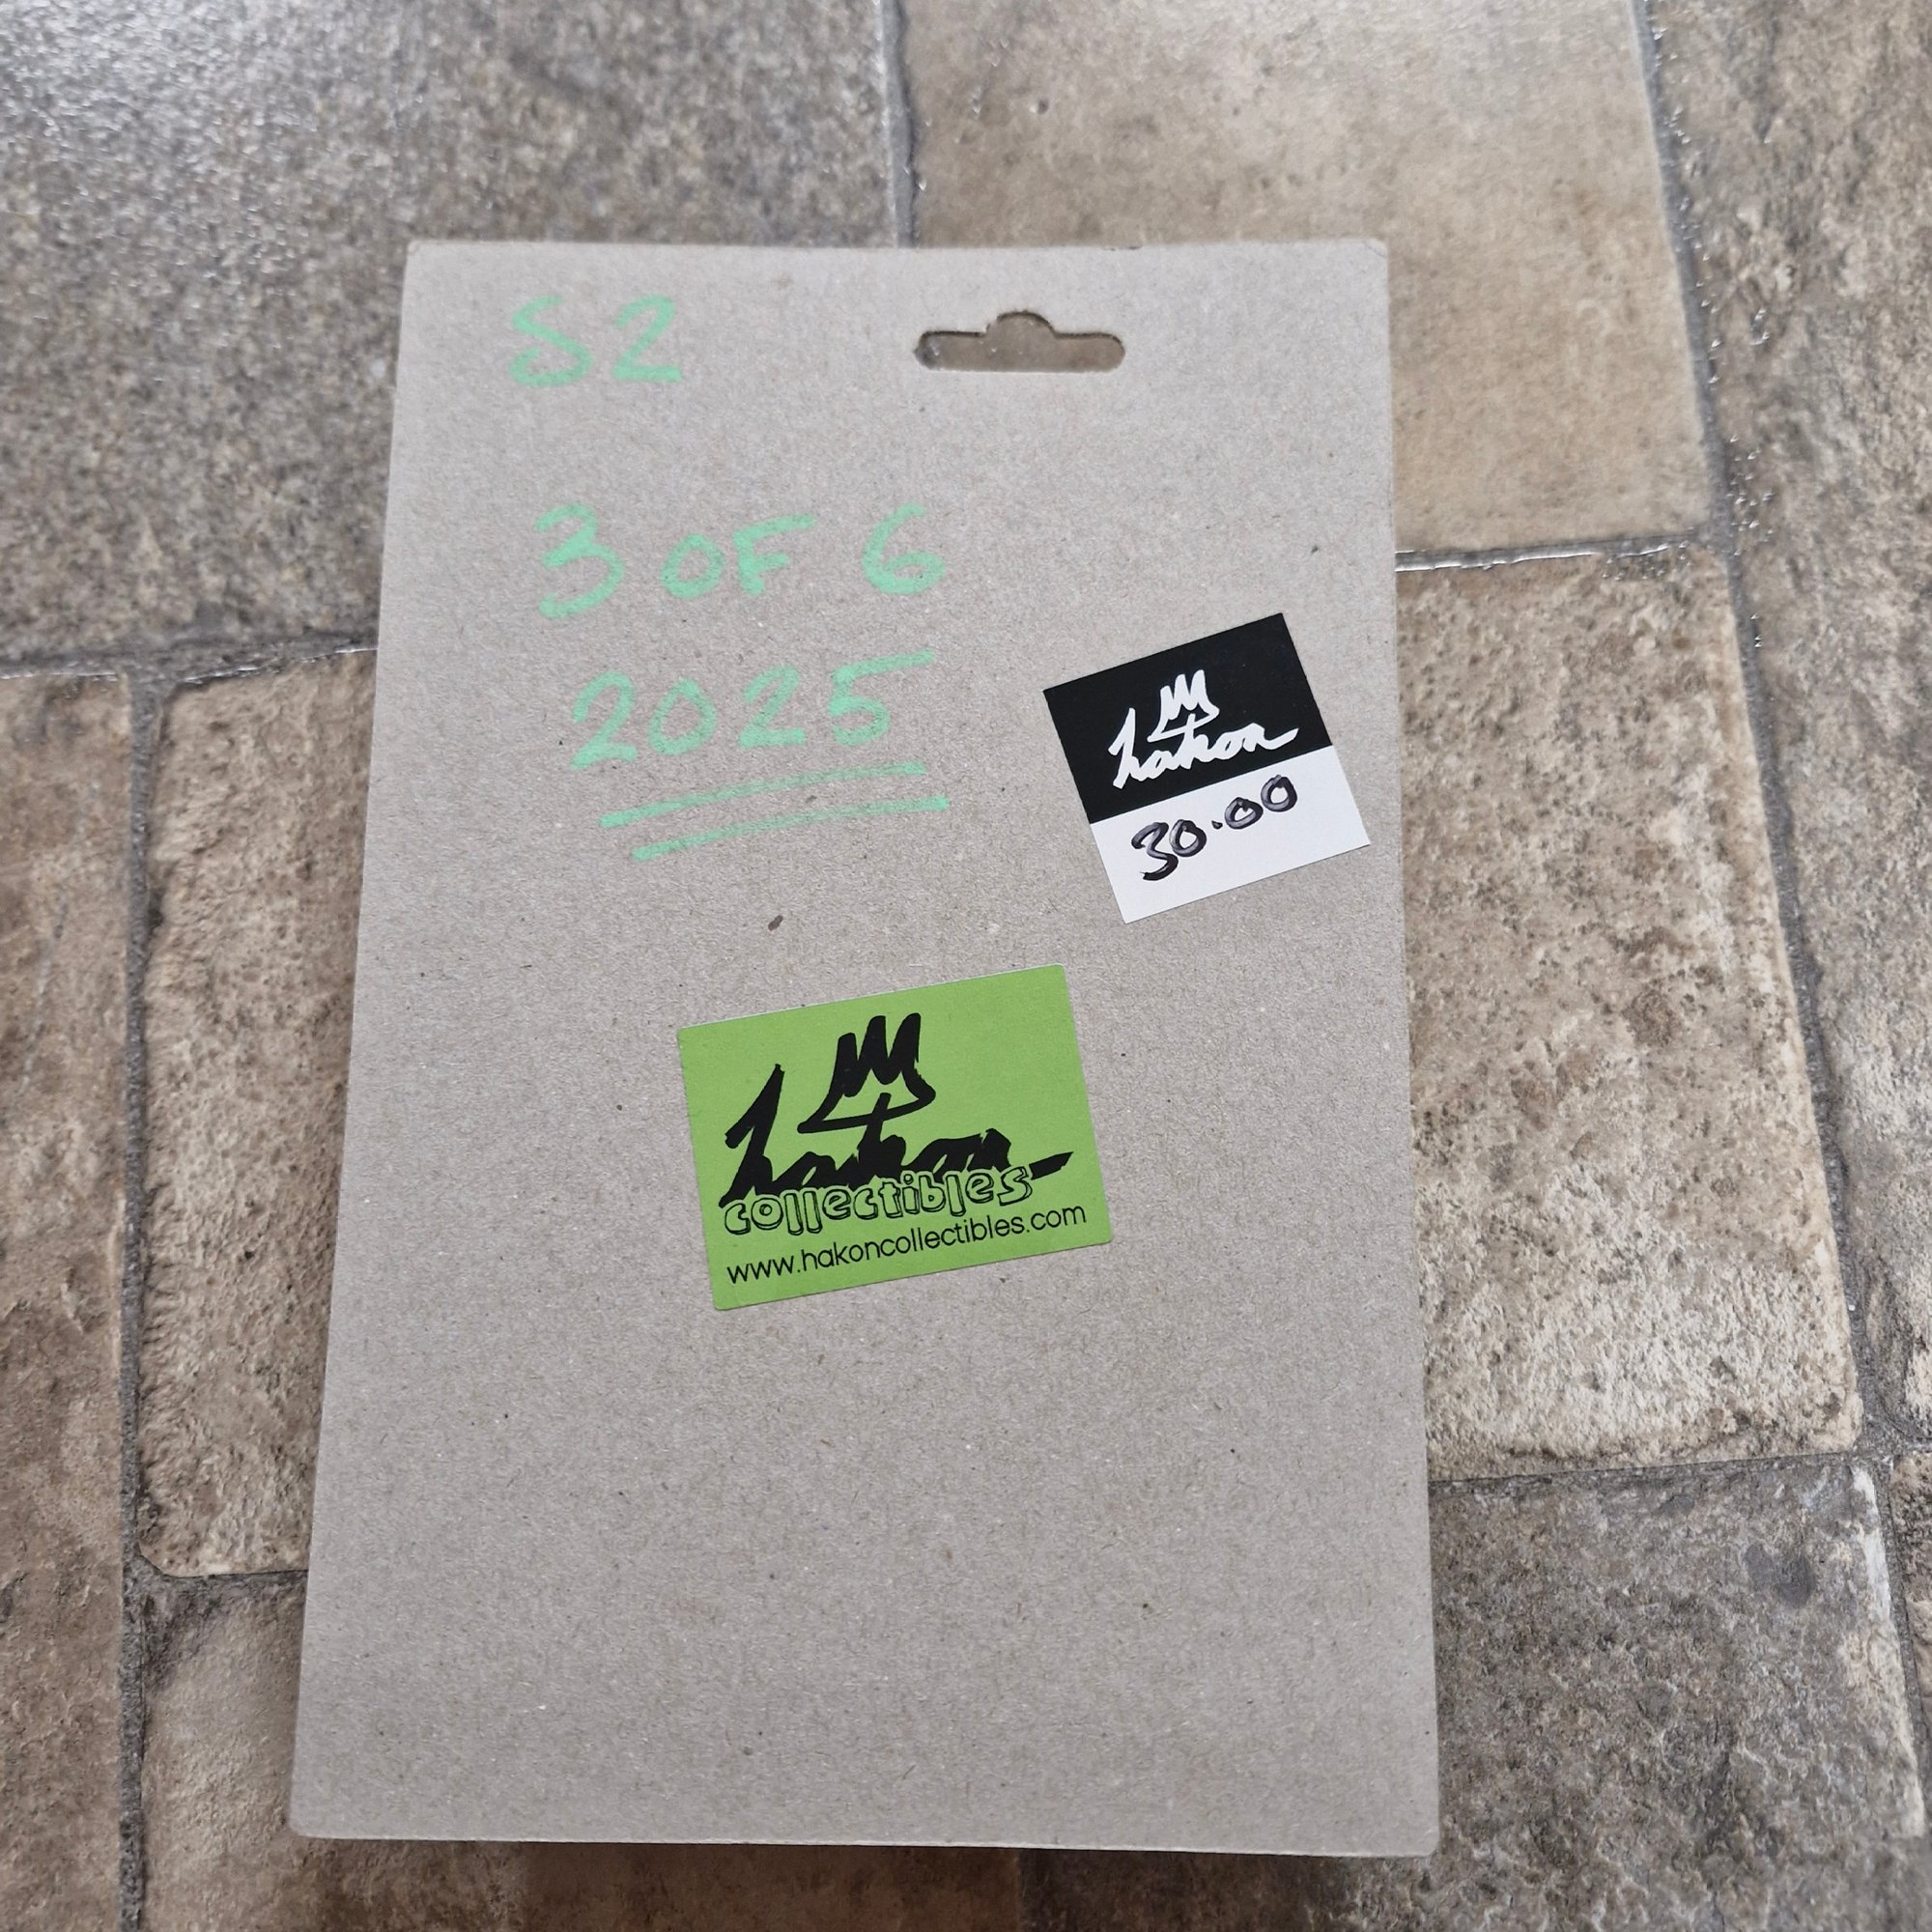 S2
3 OF 6
2025
hakon
30.00
hakon
collectibles
www.hakoncollectibles.com